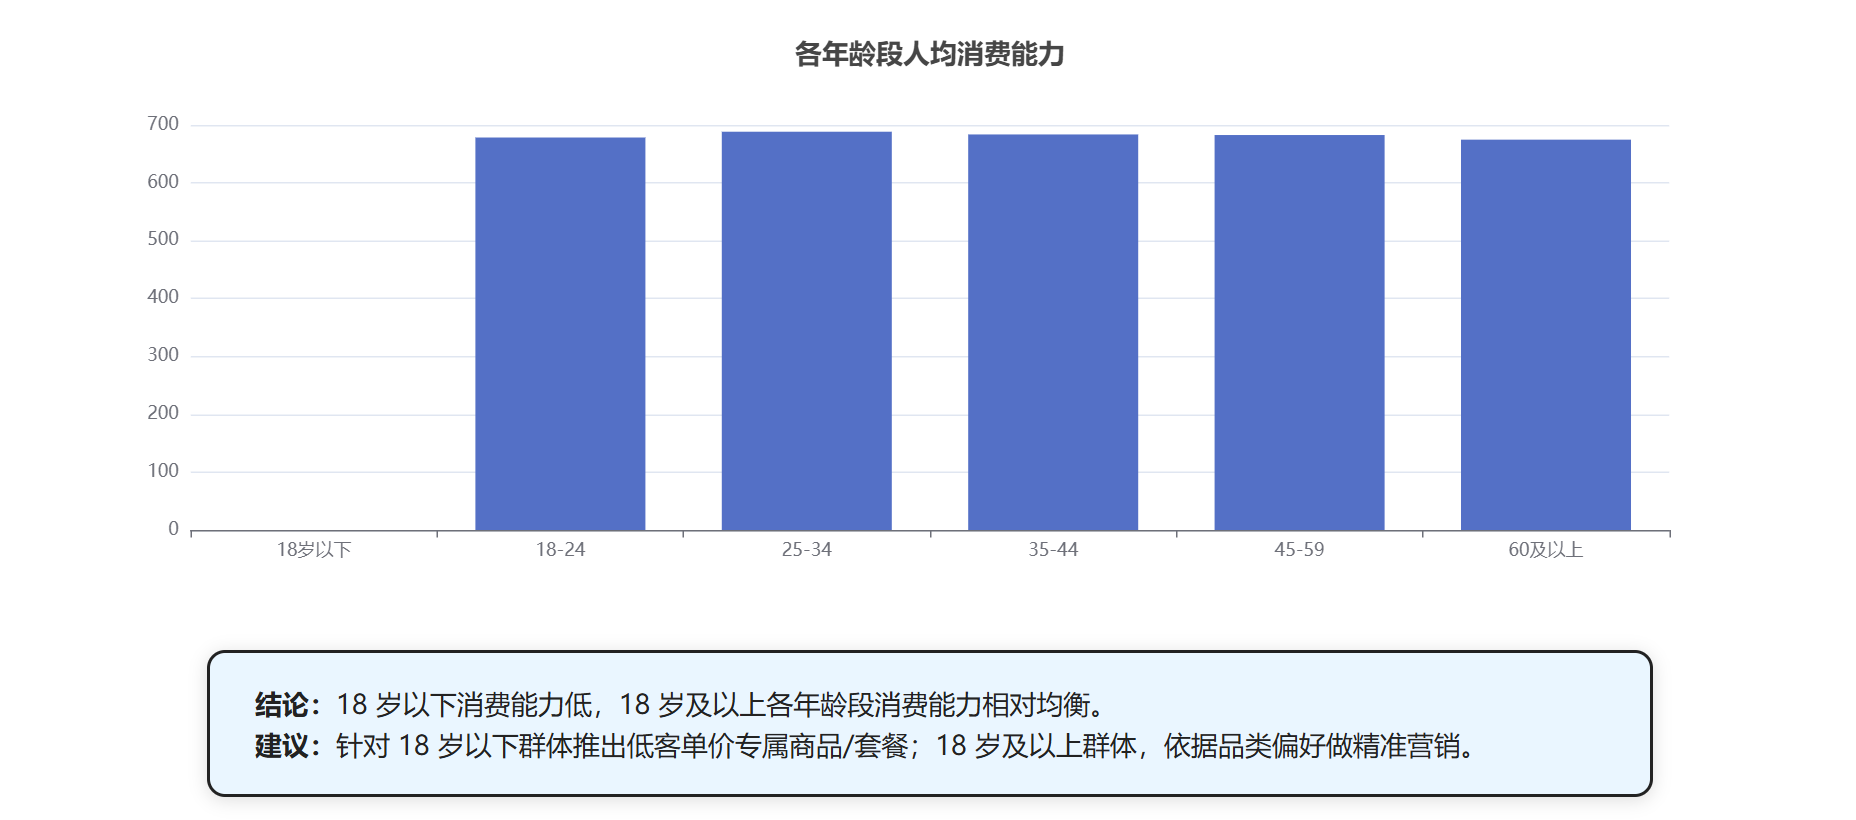 各年龄段人均消费能力
700
600
500
400
300
200
100
0
18岁以下 18-24 25-34 35-44 45-59 60及以上
结论：18 岁以下消费能力低，18 岁及以上各年龄段消费能力相对均衡。
建议：针对 18 岁以下群体推出低客单价专属商品/套餐；18 岁及以上群体，依据品类偏好做精准营销。